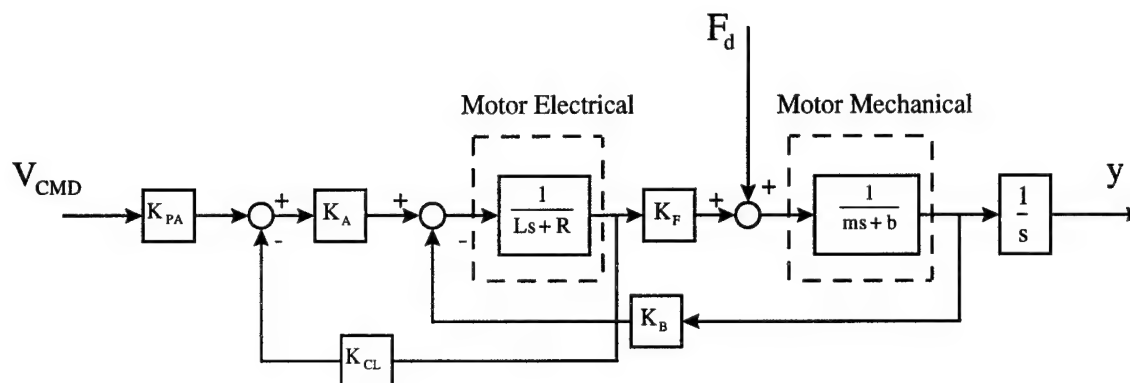 F_d
Motor Electrical
Motor Mechanical
V_CMD
y
K_PA
+
-
K_A
+
-
1
Ls + R
K_F
+
+
1
ms + b
1
s
K_B
K_CL